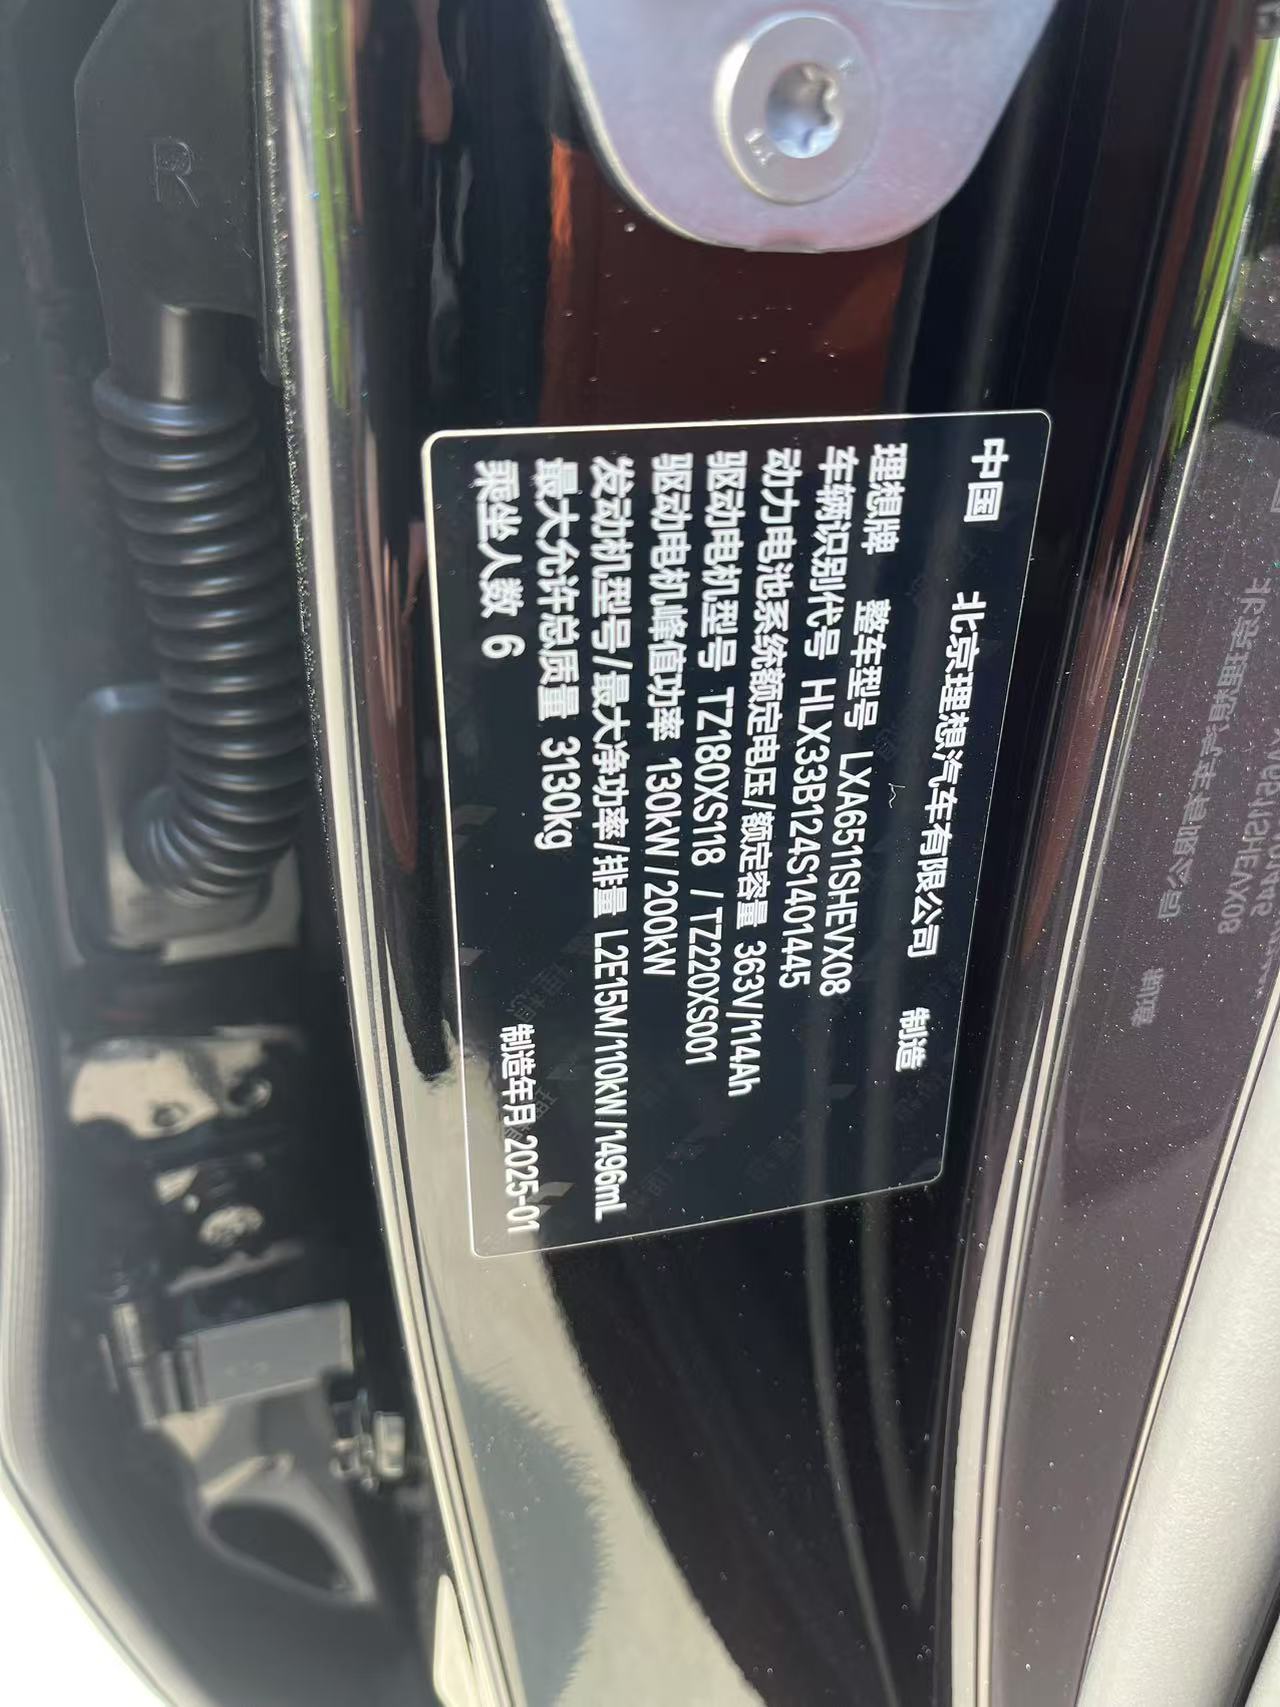 中国 北京理想汽车有限公司 制造
理想牌 整车型号 LXA6511SHEVX08
车辆识别代号 HLX33B124S1401445
动力电池系统额定电压/额定容量 363V/114Ah
驱动电机型号 TZ180XS118 /TZ220XS001
驱动电机峰值功率 130kW/200kW
发动机型号/最大净功率/排量 L2E15M/110kW/1496mL
最大允许总质量 3130kg
乘坐人数 6 制造年月 2025-01
R